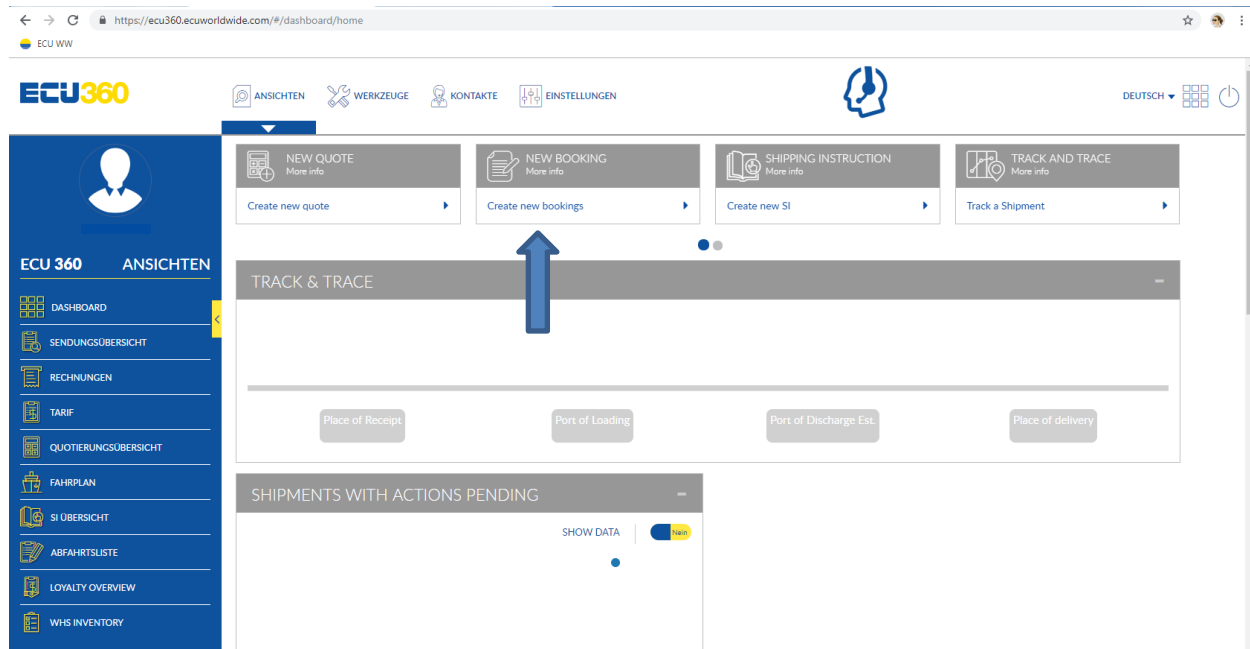 https://ecu360.ecuworldwide.com/#/dashboard/home
ECU WW
ECU360
ANSICHTEN
WERKZEUGE
KONTAKTE
EINSTELLUNGEN
DEUTSCH
NEW QUOTE
More info
Create new quote
NEW BOOKING
More info
Create new bookings
SHIPPING INSTRUCTION
More info
Create new SI
TRACK AND TRACE
More info
Track a Shipment
ECU 360 ANSICHTEN
DASHBOARD
SENDUNGSÜBERSICHT
RECHNUNGEN
TARIF
QUOTIERUNGSÜBERSICHT
FAHRPLAN
SI ÜBERSICHT
ABFAHRTSLISTE
LOYALTY OVERVIEW
WHS INVENTORY
TRACK & TRACE
Place of Receipt
Port of Loading
Port of Discharge Est.
Place of delivery
SHIPMENTS WITH ACTIONS PENDING
SHOW DATA
Nein